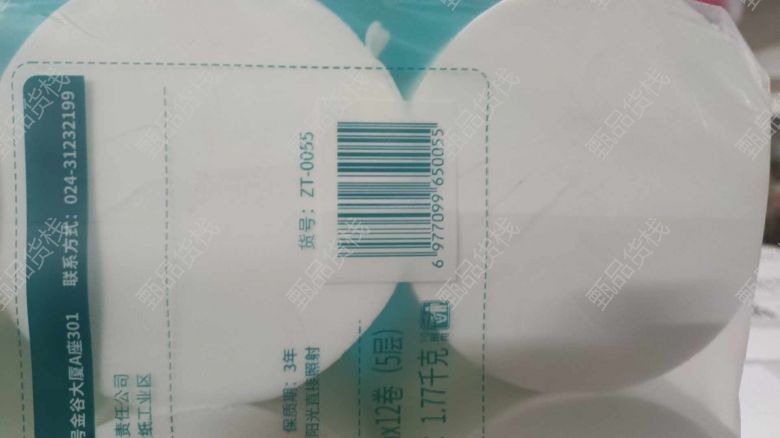 号金谷大厦A座301 联系方式：024-31232199
责任公司
纸工业区
保质期：3年
阳光直接照射
货号：ZT-0055
6 977099 650055
x12卷（5层）
1.77千克
甄品货栈